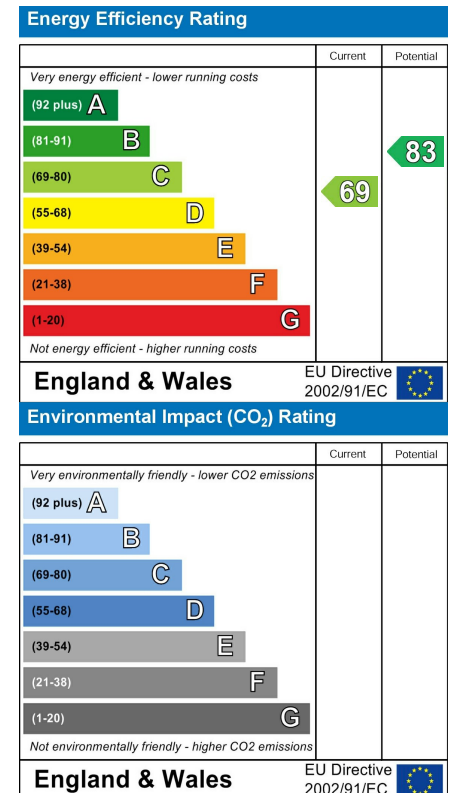 Energy Efficiency Rating
Current Potential
Very energy efficient - lower running costs
(92 plus) A
(81-91) B
83
(69-80) C
69
(55-68) D
(39-54) E
(21-38) F
(1-20) G
Not energy efficient - higher running costs
England & Wales
EU Directive
2002/91/EC
Environmental Impact (CO₂) Rating
Current Potential
Very environmentally friendly - lower CO2 emissions
(92 plus) A
(81-91) B
(69-80) C
(55-68) D
(39-54) E
(21-38) F
(1-20) G
Not environmentally friendly - higher CO2 emissions
England & Wales
EU Directive
2002/91/EC